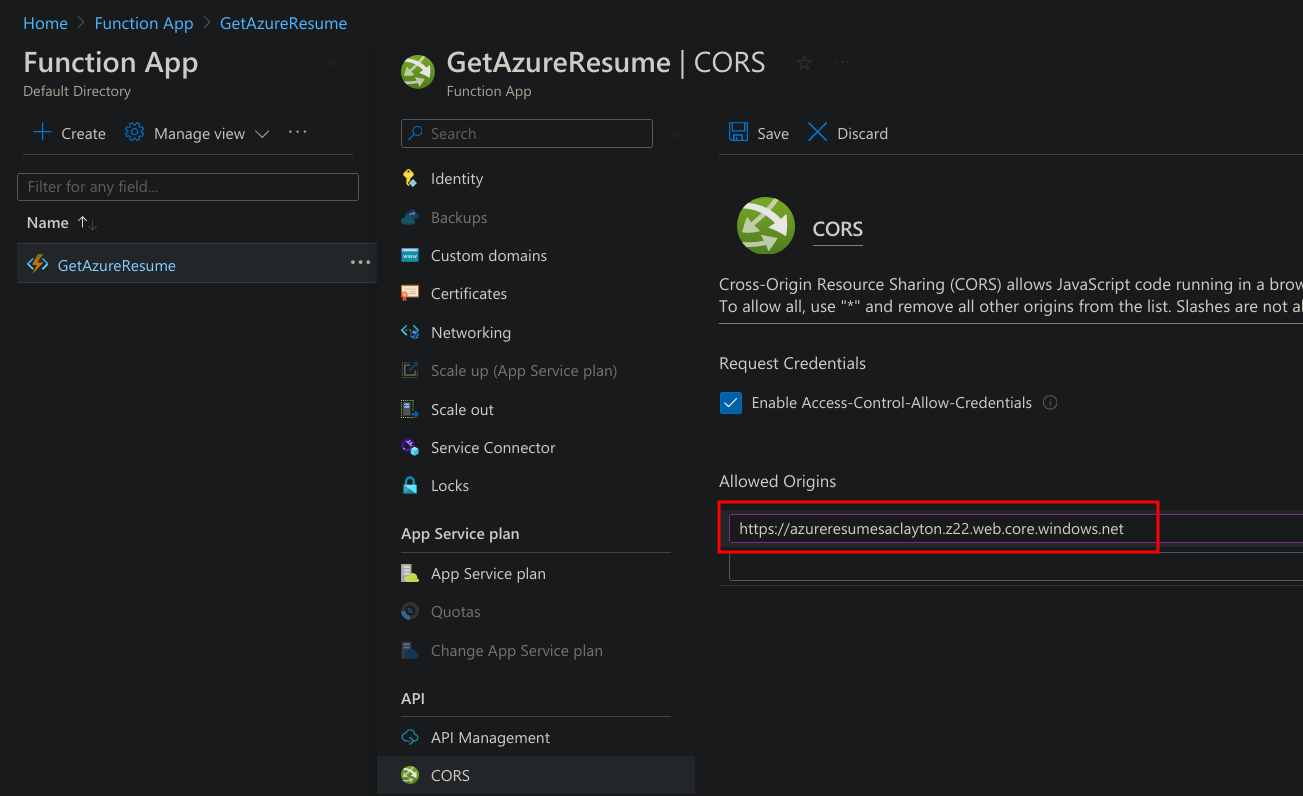 Home > Function App > GetAzureResume
Function App
Default Directory
Create Manage view ...
Filter for any field...
Name
GetAzureResume ...
GetAzureResume | CORS
Function App
Search
Identity
Backups
Custom domains
Certificates
Networking
Scale up (App Service plan)
Scale out
Service Connector
Locks
App Service plan
App Service plan
Quotas
Change App Service plan
API
API Management
CORS
Save Discard
CORS
Cross-Origin Resource Sharing (CORS) allows JavaScript code running in a brow
To allow all, use "*" and remove all other origins from the list. Slashes are not al
Request Credentials
Enable Access-Control-Allow-Credentials
Allowed Origins
https://azureresumesaclayton.z22.web.core.windows.net